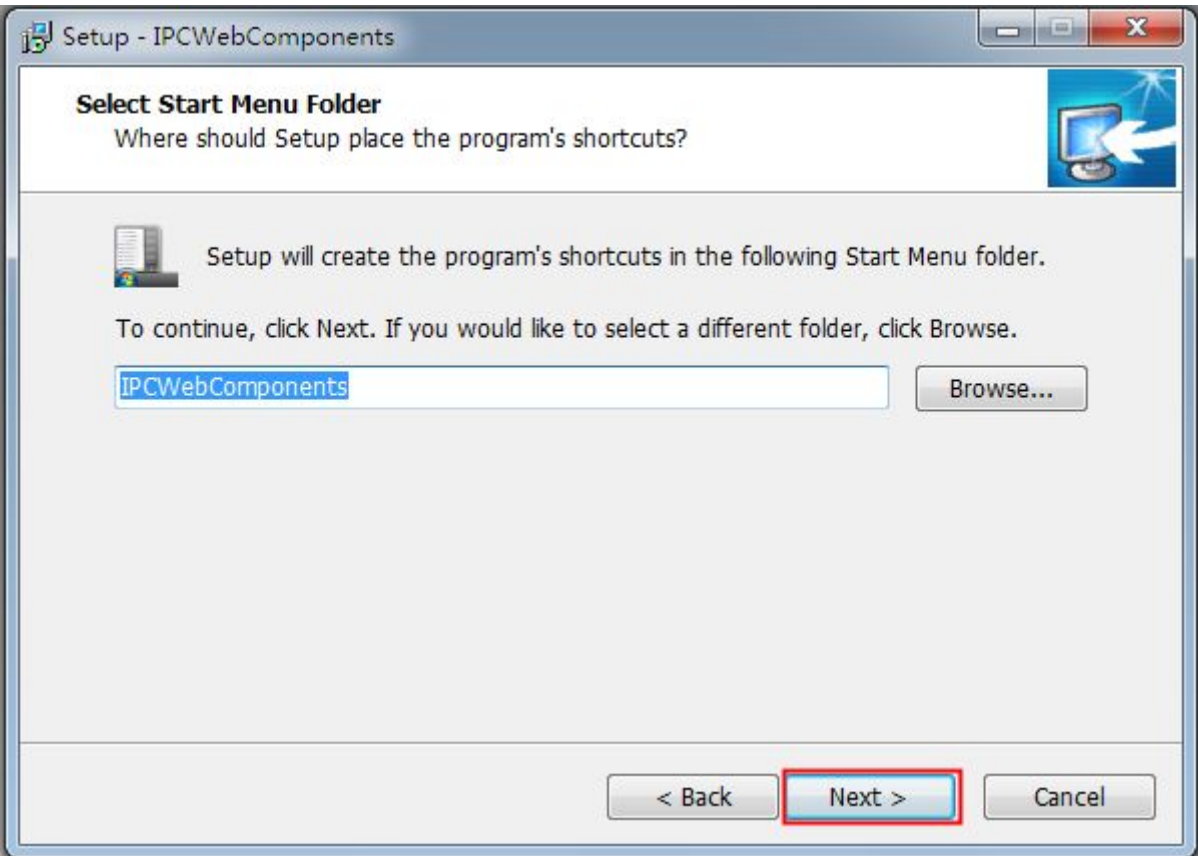 Setup - IPCWebComponents
Select Start Menu Folder
Where should Setup place the program's shortcuts?
Setup will create the program's shortcuts in the following Start Menu folder.
To continue, click Next. If you would like to select a different folder, click Browse.
IPCWebComponents
Browse...
< Back
Next >
Cancel